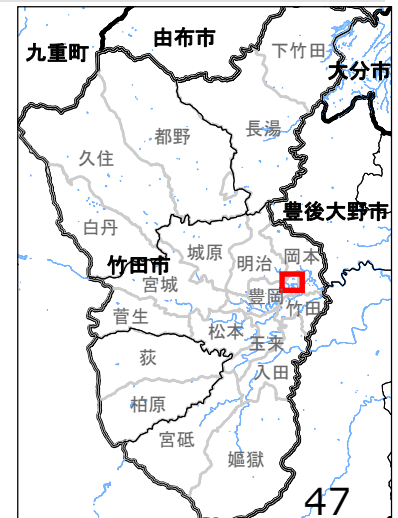 九重町
由布市
下竹田
大分市
長湯
都野
久住
豊後大野市
白丹
城原
岡本
明治
竹田市
宮城
豊岡
竹田
菅生
松本
玉来
荻
入田
柏原
宮砥
嫗獄
47